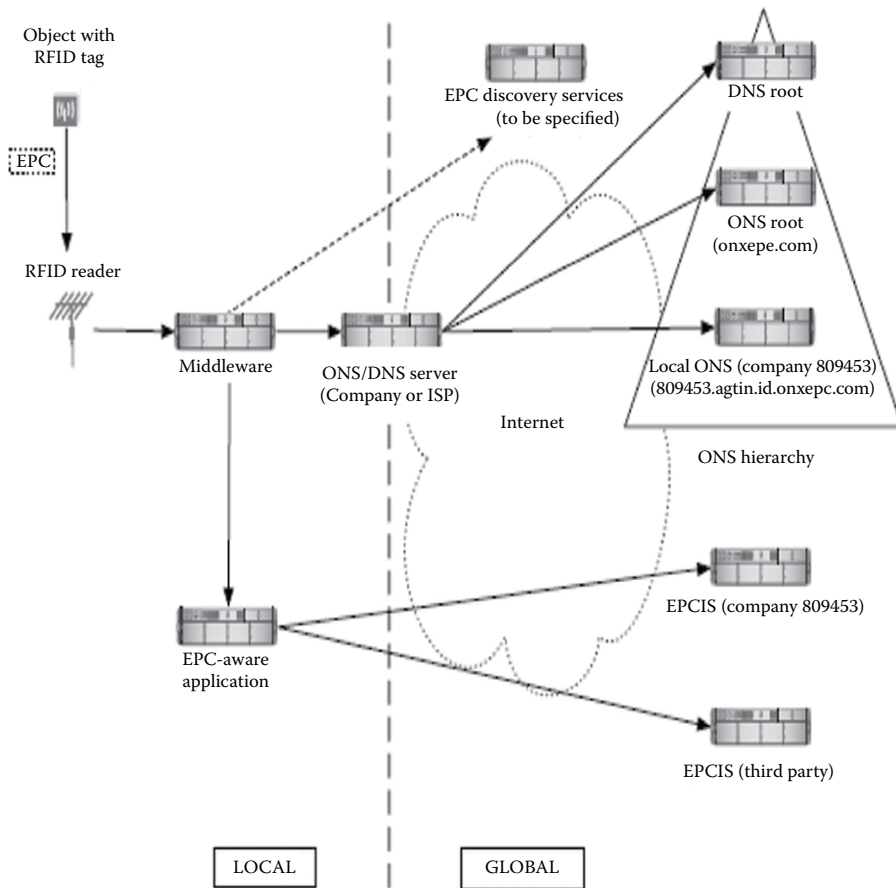 Object with
RFID tag
EPC
RFID reader
Middleware
EPC discovery services
(to be specified)
DNS root
ONS root
(onxepe.com)
ONS/DNS server
(Company or ISP)
Local ONS (company 809453)
(809453.agtin.id.onxepc.com)
Internet
ONS hierarchy
EPC-aware
application
EPCIS (company 809453)
EPCIS (third party)
LOCAL
GLOBAL